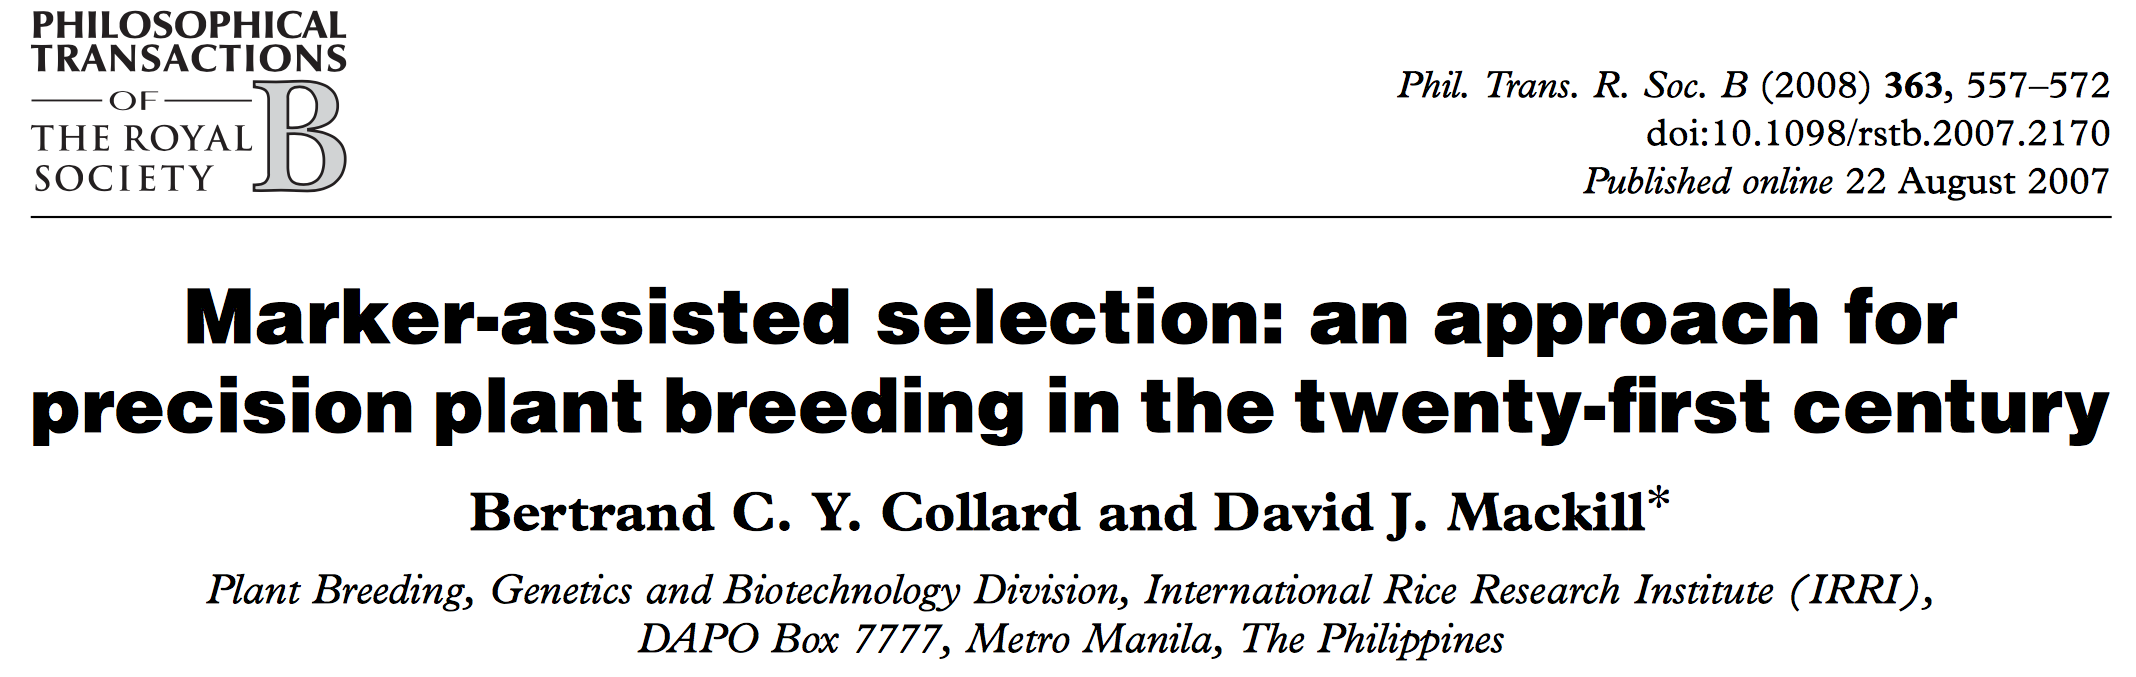 PHILOSOPHICAL
TRANSACTIONS
OF
THE ROYAL
SOCIETY
B
Phil. Trans. R. Soc. B (2008) 363, 557–572
doi:10.1098/rstb.2007.2170
Published online 22 August 2007
Marker-assisted selection: an approach for
precision plant breeding in the twenty-first century
Bertrand C. Y. Collard and David J. Mackill*
Plant Breeding, Genetics and Biotechnology Division, International Rice Research Institute (IRRI),
DAPO Box 7777, Metro Manila, The Philippines